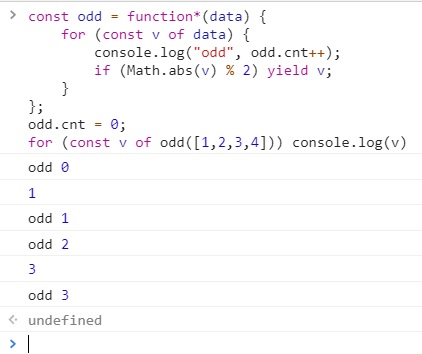 > const odd = function*(data) {
    for (const v of data) {
        console.log("odd", odd.cnt++);
        if (Math.abs(v) % 2) yield v;
    }
};
odd.cnt = 0;
for (const v of odd([1,2,3,4])) console.log(v)
odd 0
1
odd 1
odd 2
3
odd 3
undefined
>